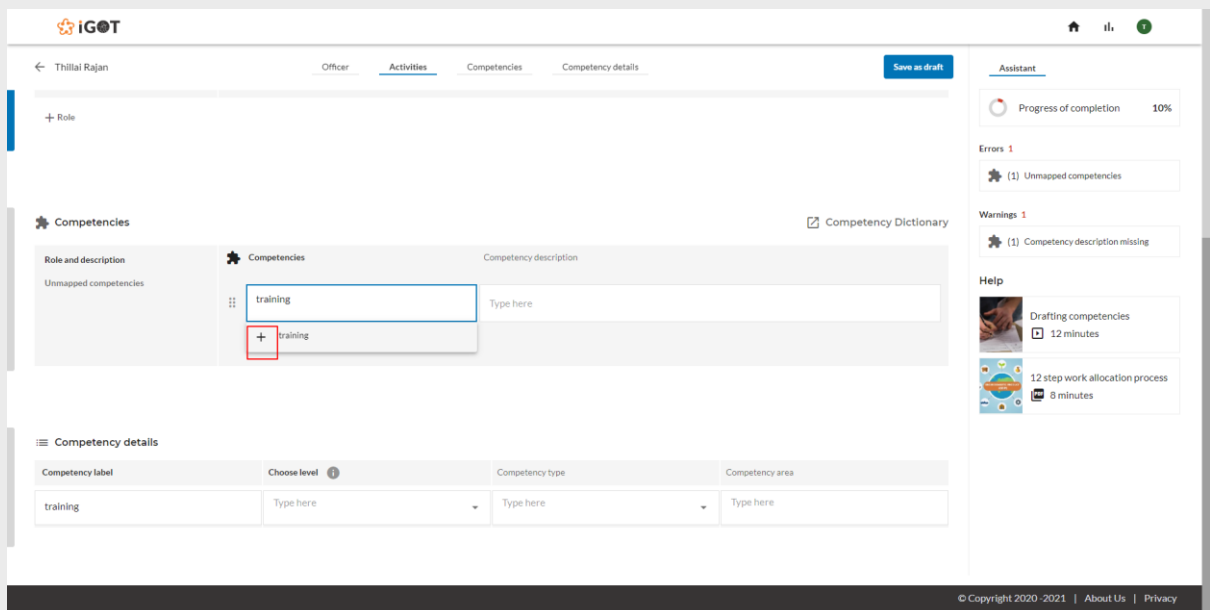 iGOT
T
Thillai Rajan
Officer
Activities
Competencies
Competency details
Save as draft
+ Role
Competencies
Competency Dictionary
Role and description
Competencies
Competency description
Unmapped competencies
training
Type here
+ training
Competency details
Competency label
Choose level
Competency type
Competency area
training
Type here
Type here
Type here
Assistant
Progress of completion 10%
Errors 1
(1) Unmapped competencies
Warnings 1
(1) Competency description missing
Help
Drafting competencies
12 minutes
12 step work allocation process
PDF 8 minutes
© Copyright 2020 -2021 | About Us | Privacy